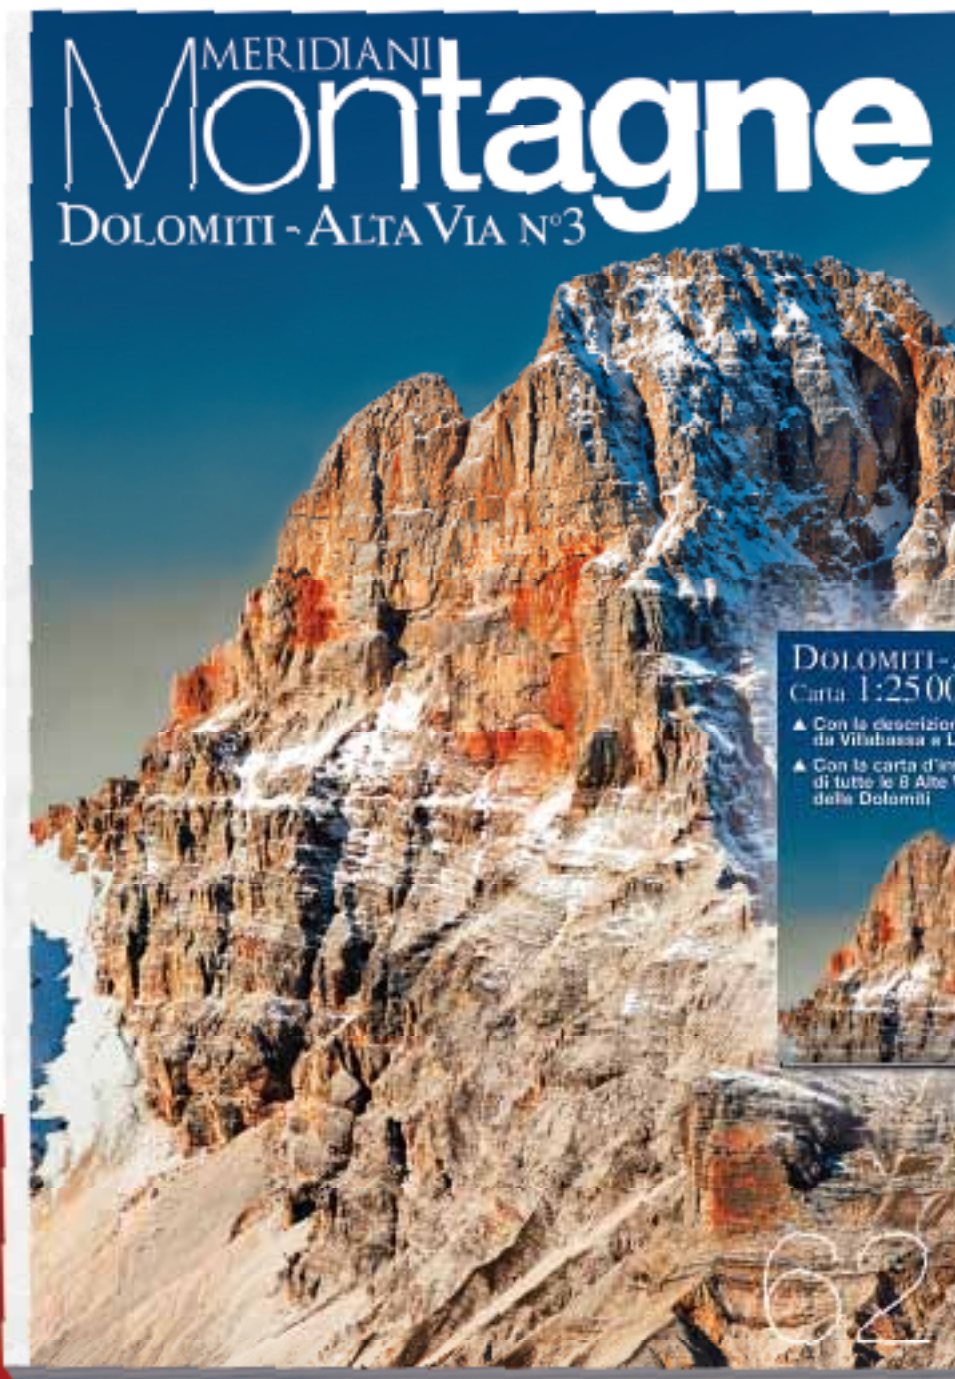 MERIDIANI
Montagne
DOLOMITI - ALTA VIA N°3
DOLOMITI-
Carta 1:25 00
▲ Con la descrizion
da Villabassa a L
▲ Con la carta d'in
di tutte le 8 Alte
delle Dolomiti
62